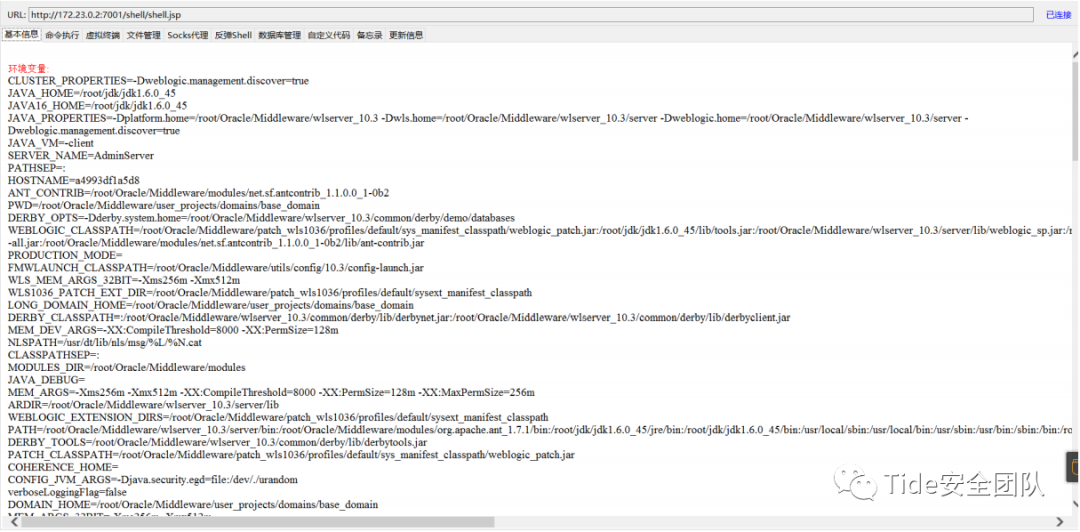 URL: http://172.23.0.2:7001/shell/shell.jsp 已连接
基本信息 命令执行 虚拟终端 文件管理 Socks代理 反弹Shell 数据库管理 自定义代码 备忘录 更新信息
环境变量:
CLUSTER_PROPERTIES=-Dweblogic.management.discover=true
JAVA_HOME=/root/jdk/jdk1.6.0_45
JAVA16_HOME=/root/jdk/jdk1.6.0_45
JAVA_PROPERTIES=-Dplatform.home=/root/Oracle/Middleware/wlserver_10.3 -Dwls.home=/root/Oracle/Middleware/wlserver_10.3/server -Dweblogic.home=/root/Oracle/Middleware/wlserver_10.3/server -
Dweblogic.management.discover=true
JAVA_VM=-client
SERVER_NAME=AdminServer
PATHSEP=:
HOSTNAME=a4993df1a5d8
ANT_CONTRIB=/root/Oracle/Middleware/modules/net.sf.antcontrib_1.1.0.0_1-0b2
PWD=/root/Oracle/Middleware/user_projects/domains/base_domain
DERBY_OPTS=-Dderby.system.home=/root/Oracle/Middleware/wlserver_10.3/common/derby/demo/databases
WEBLOGIC_CLASSPATH=/root/Oracle/Middleware/patch_wls1036/profiles/default/sys_manifest_classpath/weblogic_patch.jar:/root/jdk/jdk1.6.0_45/lib/tools.jar:/root/Oracle/Middleware/wlserver_10.3/server/lib/weblogic_sp.jar:/r
-all.jar:/root/Oracle/Middleware/modules/net.sf.antcontrib_1.1.0.0_1-0b2/lib/ant-contrib.jar
PRODUCTION_MODE=
FMWLAUNCH_CLASSPATH=/root/Oracle/Middleware/utils/config/10.3/config-launch.jar
WLS_MEM_ARGS_32BIT=-Xms256m -Xmx512m
WLS1036_PATCH_EXT_DIR=/root/Oracle/Middleware/patch_wls1036/profiles/default/sysext_manifest_classpath
LONG_DOMAIN_HOME=/root/Oracle/Middleware/user_projects/domains/base_domain
DERBY_CLASSPATH=:/root/Oracle/Middleware/wlserver_10.3/common/derby/lib/derbynet.jar:/root/Oracle/Middleware/wlserver_10.3/common/derby/lib/derbyclient.jar
MEM_DEV_ARGS=-XX:CompileThreshold=8000 -XX:PermSize=128m
NLSPATH=/usr/dt/lib/nls/msg/%L/%N.cat
CLASSPATHSEP=:
MODULES_DIR=/root/Oracle/Middleware/modules
JAVA_DEBUG=
MEM_ARGS=-Xms256m -Xmx512m -XX:CompileThreshold=8000 -XX:PermSize=128m -XX:MaxPermSize=256m
ARDIR=/root/Oracle/Middleware/wlserver_10.3/server/lib
WEBLOGIC_EXTENSION_DIRS=/root/Oracle/Middleware/patch_wls1036/profiles/default/sysext_manifest_classpath
PATH=/root/Oracle/Middleware/wlserver_10.3/server/bin:/root/Oracle/Middleware/modules/org.apache.ant_1.7.1/bin:/root/jdk/jdk1.6.0_45/jre/bin:/root/jdk/jdk1.6.0_45/bin:/usr/local/sbin:/usr/local/bin:/usr/sbin:/usr/bin:/sbin:/bin:/ro
DERBY_TOOLS=/root/Oracle/Middleware/wlserver_10.3/common/derby/lib/derbytools.jar
PATCH_CLASSPATH=/root/Oracle/Middleware/patch_wls1036/profiles/default/sys_manifest_classpath/weblogic_patch.jar
COHERENCE_HOME=
CONFIG_JVM_ARGS=-Djava.security.egd=file:/dev/./urandom
verboseLoggingFlag=false
DOMAIN_HOME=/root/Oracle/Middleware/user_projects/domains/base_domain
MEM_ARGS_32BIT=-Xms256m -Xmx512m
Tide安全团队